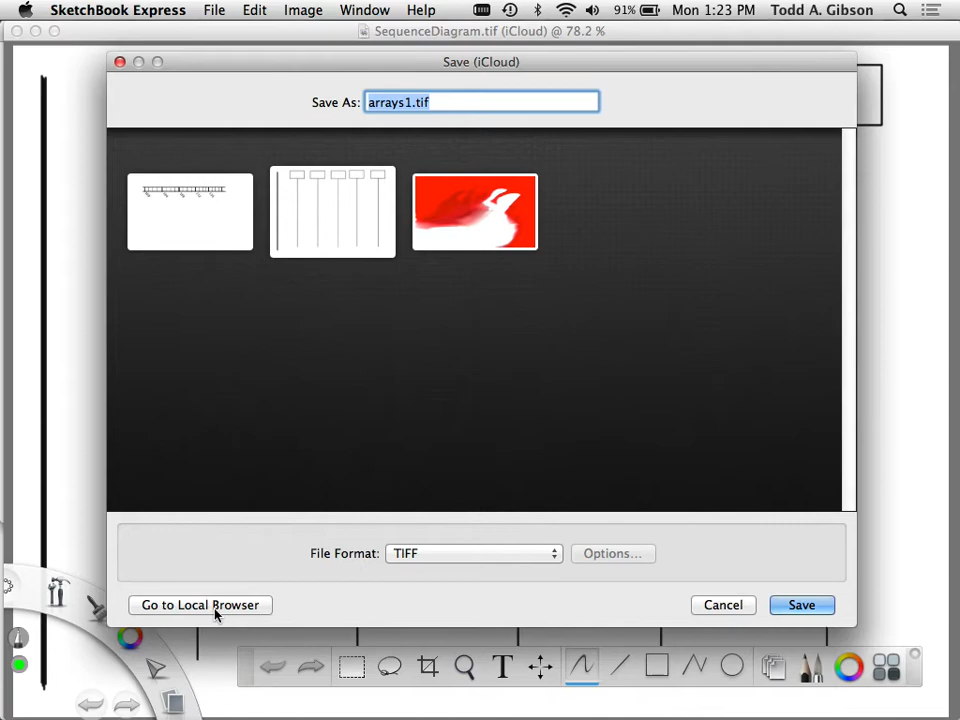 SketchBook Express File Edit Image Window Help 91% Mon 1:23 PM Todd A. Gibson
SequenceDiagram.tif (iCloud) @ 78.2 %
Save (iCloud)
Save As: arrays1.tif
File Format: TIFF Options...
Go to Local Browser Cancel Save
T